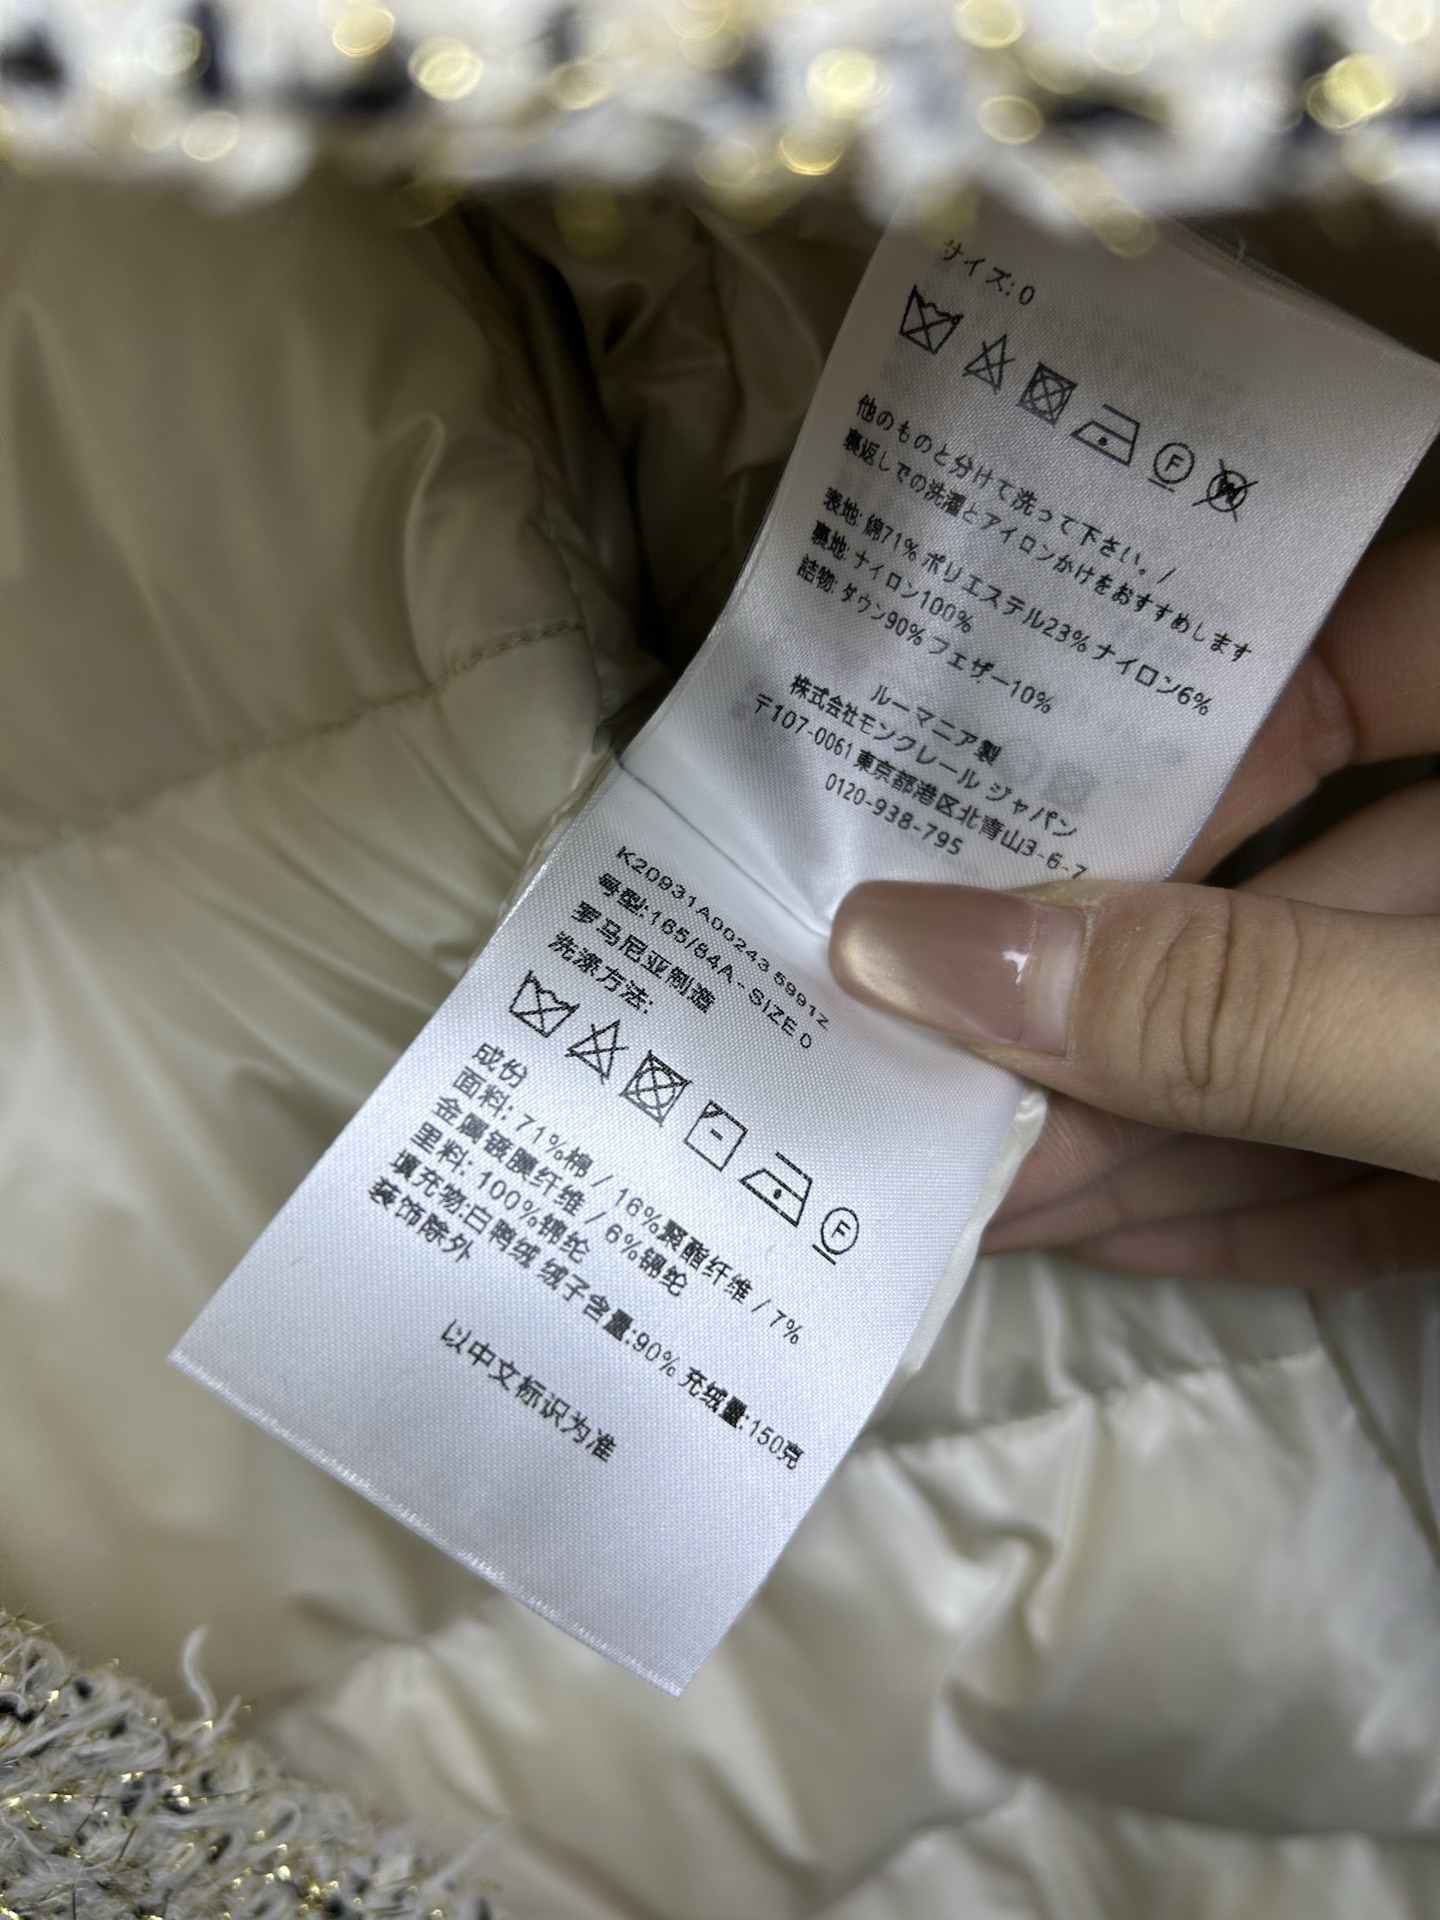 サイズ: 0
F
他のものと分けて洗って下さい。/
裏返しでの洗濯とアイロンかけをおすすめします
表地: 綿71% ポリエステル23% ナイロン6%
裏地: ナイロン100%
詰物: ダウン90% フェザー10%
ルーマニア製
株式会社モンクレール ジャパン
〒107-0061 東京都港区北青山3-6-7
0120-938-795
K20931A00243 5991Z
号型:165/84A - SIZE 0
罗马尼亚制造
洗涤方法:
F
成份
面料: 71%棉 / 16%聚酯纤维 / 7%
金属镀膜纤维 / 6%锦纶
里料: 100%锦纶
填充物:白鸭绒 绒子含量:90% 充绒量:150克
装饰除外
以中文标识为准